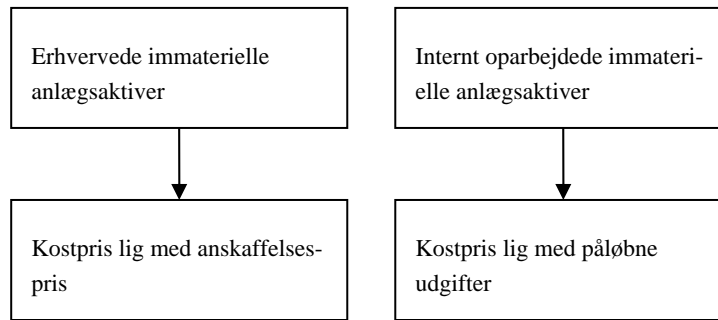 Erhvervede immaterielle
anlægsaktiver
Internt oparbejdede immateri-
elle anlægsaktiver
Kostpris lig med anskaffelses-
pris
Kostpris lig med påløbne
udgifter